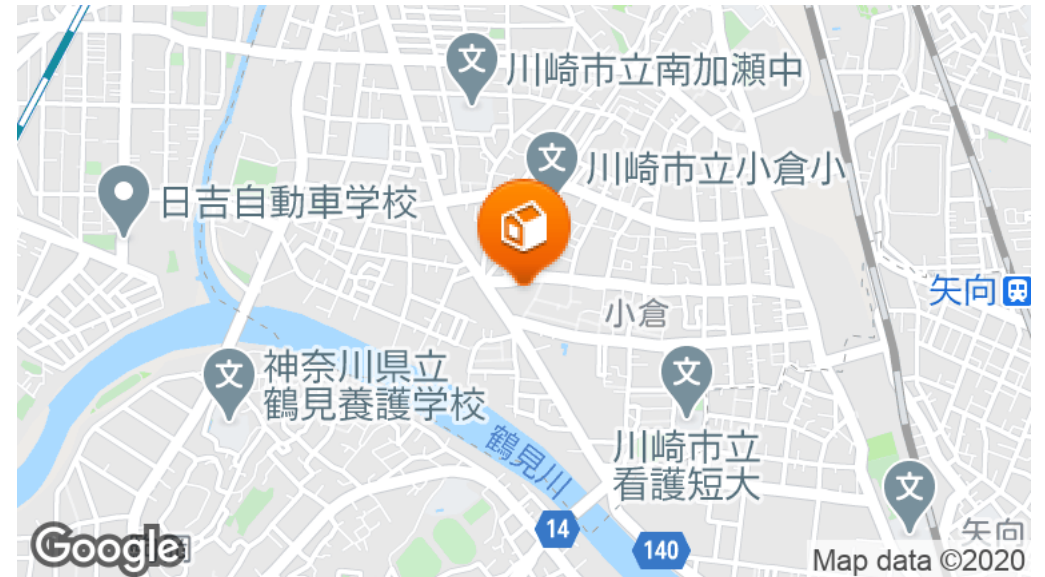 川崎市立南加瀬中
川崎市立小倉小
日吉自動車学校
矢向
小倉
神奈川県立
鶴見養護学校
川崎市立
看護短大
鶴見川
14
140
矢向
Google
Map data ©2020